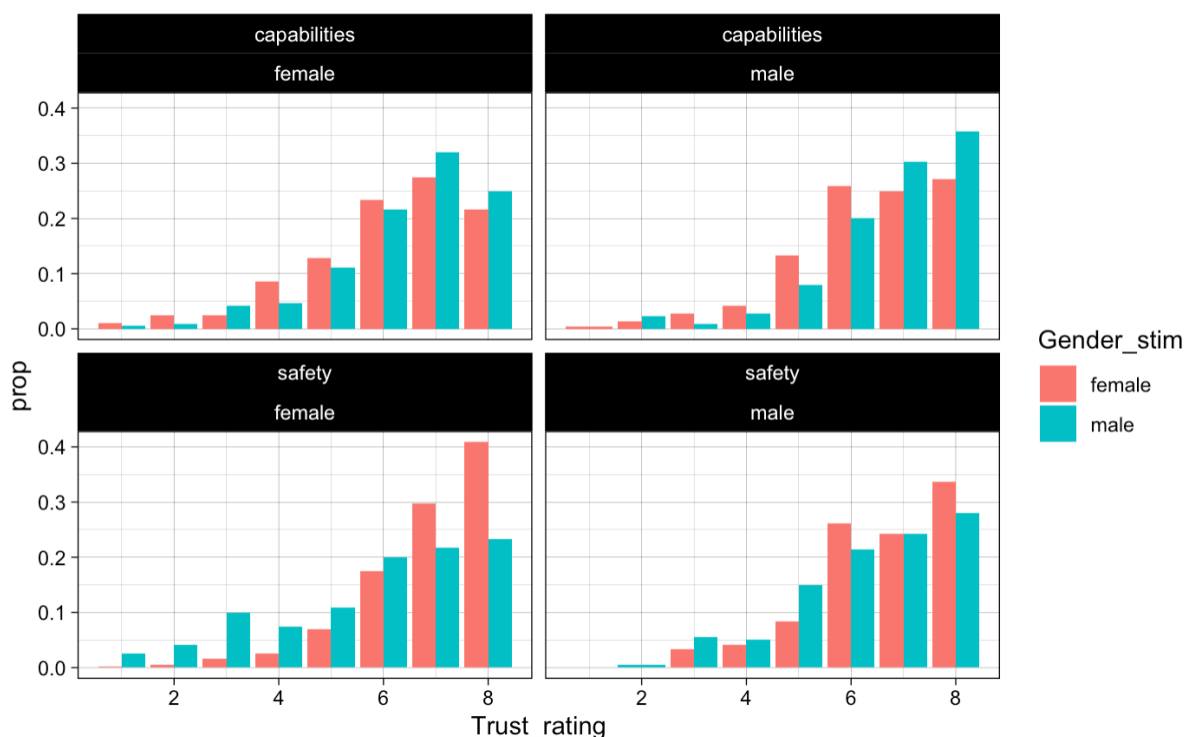 capabilities
female
capabilities
male
0.4
0.3
0.2
0.1
0.0
safety
female
safety
male
0.4
0.3
0.2
0.1
0.0
2 4 6 8
2 4 6 8
prop
Trust_rating
Gender_stim
female
male